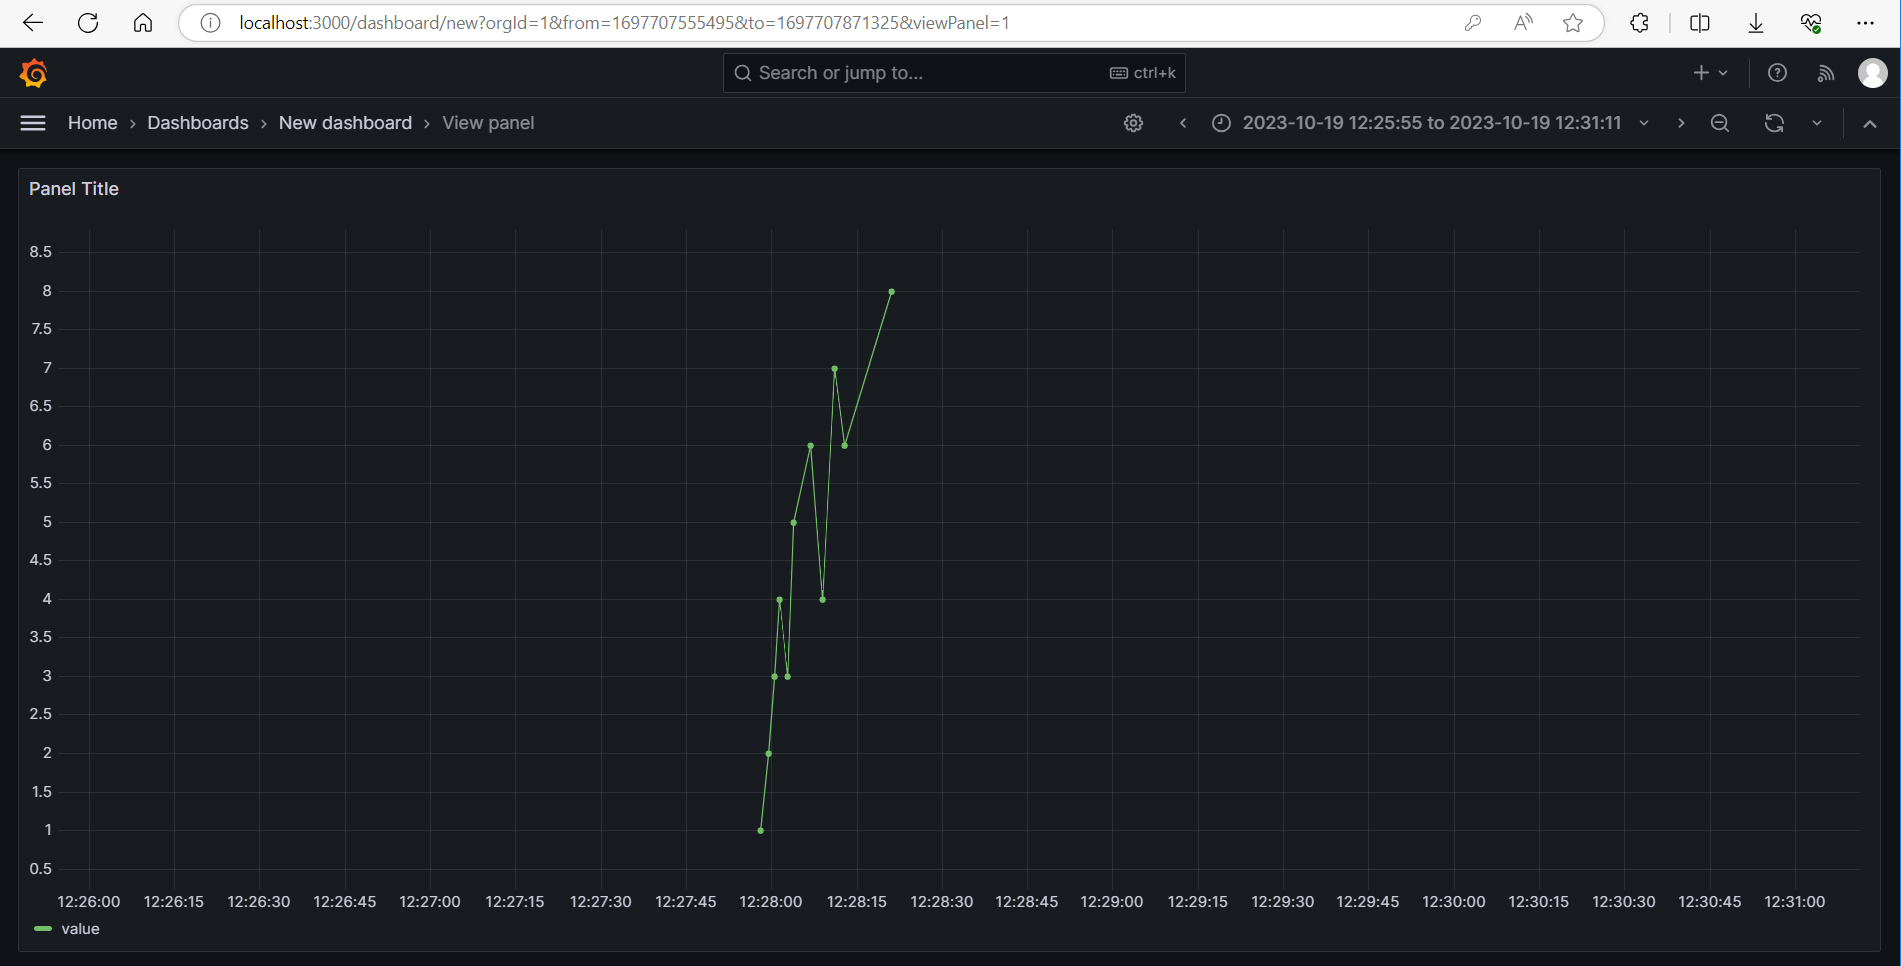 localhost:3000/dashboard/new?orgId=1&from=1697707555495&to=1697707871325&viewPanel=1
Search or jump to... ctrl+k
Home › Dashboards › New dashboard › View panel 2023-10-19 12:25:55 to 2023-10-19 12:31:11
Panel Title
8.5
8
7.5
7
6.5
6
5.5
5
4.5
4
3.5
3
2.5
2
1.5
1
0.5
12:26:00 12:26:15 12:26:30 12:26:45 12:27:00 12:27:15 12:27:30 12:27:45 12:28:00 12:28:15 12:28:30 12:28:45 12:29:00 12:29:15 12:29:30 12:29:45 12:30:00 12:30:15 12:30:30 12:30:45 12:31:00
value